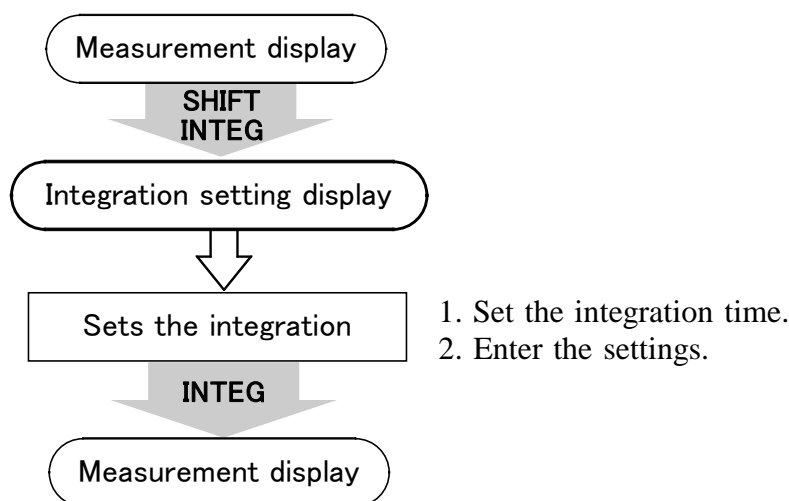 Measurement display
SHIFT
INTEG
Integration setting display
Sets the integration
1. Set the integration time.
2. Enter the settings.
INTEG
Measurement display